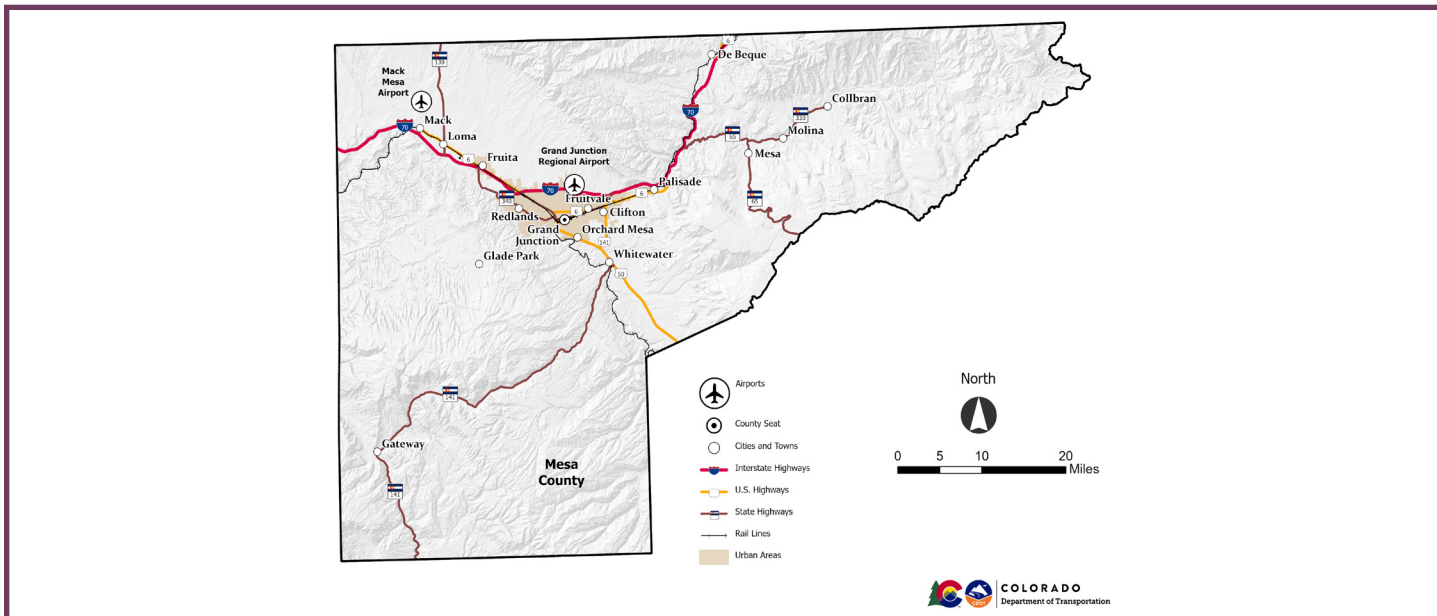 6
De Beque
139
Mack
Mesa
Airport
70
Collbran
330
70
Mack
65
Molina
Loma
Grand Junction
Regional Airport
Mesa
6
Fruita
Palisade
70
6
340
Fruitvale
65
Redlands
6
Clifton
Grand
Junction
Orchard Mesa
141
Glade Park
Whitewater
50
North
Airports
141
County Seat
Gateway
Cities and Towns
0 5 10 20
Miles
Mesa
County
Interstate Highways
141
U.S. Highways
State Highways
Rail Lines
Urban Areas
CDOT
COLORADO
Department of Transportation